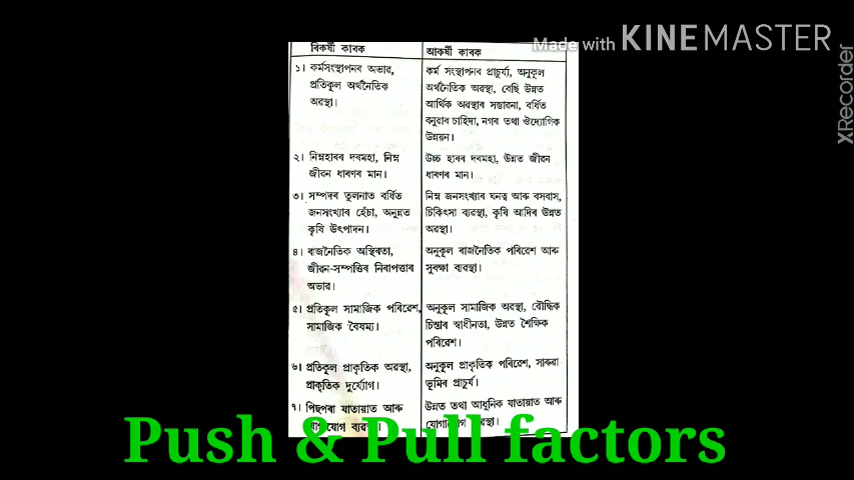 Made with KINEMASTER
XRecorder
বিকৰ্ষী কাৰক
আকৰ্ষী কাৰক
১। কৰ্মসংস্থাপনৰ অভাৱ,
প্ৰতিকূল অৰ্থনৈতিক
অৱস্থা।
কৰ্ম সংস্থাপনৰ প্ৰাচুৰ্য্য, অনুকূল
অৰ্থনৈতিক অৱস্থা, বেছি উন্নত
আৰ্থিক অৱস্থাৰ সম্ভাৱনা, বৰ্ধিত
বনুৱাৰ চাহিদা, নগৰ তথা ঔদ্যোগিক
উন্নয়ন।
২। নিম্নহাৰৰ দৰমহা, নিম্ন
জীৱন ধাৰণৰ মান।
উচ্চ হাৰৰ দৰমহা, উন্নত জীৱন
ধাৰণৰ মান।
৩। সম্পদৰ তুলনাত বৰ্ধিত
জনসংখ্যাৰ হেঁচা, অনুন্নত
কৃষি উৎপাদন।
নিম্ন জনসংখ্যাৰ ঘনত্ব আৰু বসবাস,
চিকিৎসা ব্যৱস্থা, কৃষি আদিৰ উন্নত
অৱস্থা।
৪। ৰাজনৈতিক অস্থিৰতা,
জীৱন-সম্পত্তিৰ নিৰাপত্তাৰ
অভাৱ।
অনুকূল ৰাজনৈতিক পৰিৱেশ আৰু
সুৰক্ষা ব্যৱস্থা।
৫। প্ৰতিকূল সামাজিক পৰিৱেশ,
সামাজিক বৈষম্য।
অনুকূল সামাজিক অৱস্থা, বৌদ্ধিক
চিন্তাৰ স্বাধীনতা, উন্নত শৈক্ষিক
পৰিৱেশ।
৬। প্ৰতিকূল প্ৰাকৃতিক অৱস্থা,
প্ৰাকৃতিক দুৰ্যোগ।
অনুকূল প্ৰাকৃতিক পৰিৱেশ, সাৰুৱা
ভূমিৰ প্ৰাচুৰ্য।
৭। পিছপৰা যাতায়াত আৰু
যোগাযোগ ব্যৱস্থা।
উন্নত তথা আধুনিক যাতায়াত আৰু
যোগাযোগ ব্যৱস্থা।
Push & Pull factors